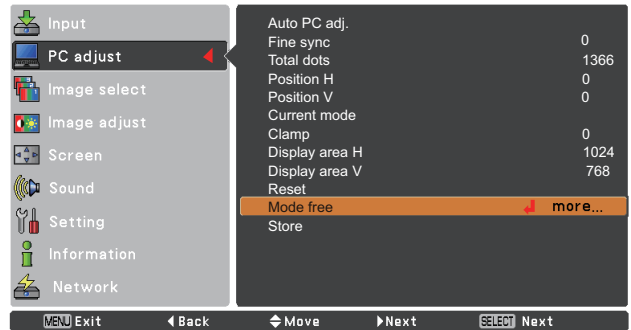 Input
PC adjust
Image select
Image adjust
Screen
Sound
Setting
Information
Network
Auto PC adj.
Fine sync 0
Total dots 1366
Position H 0
Position V 0
Current mode
Clamp 0
Display area H 1024
Display area V 768
Reset
Mode free more...
Store
MENU Exit Back Move Next SELECT Next